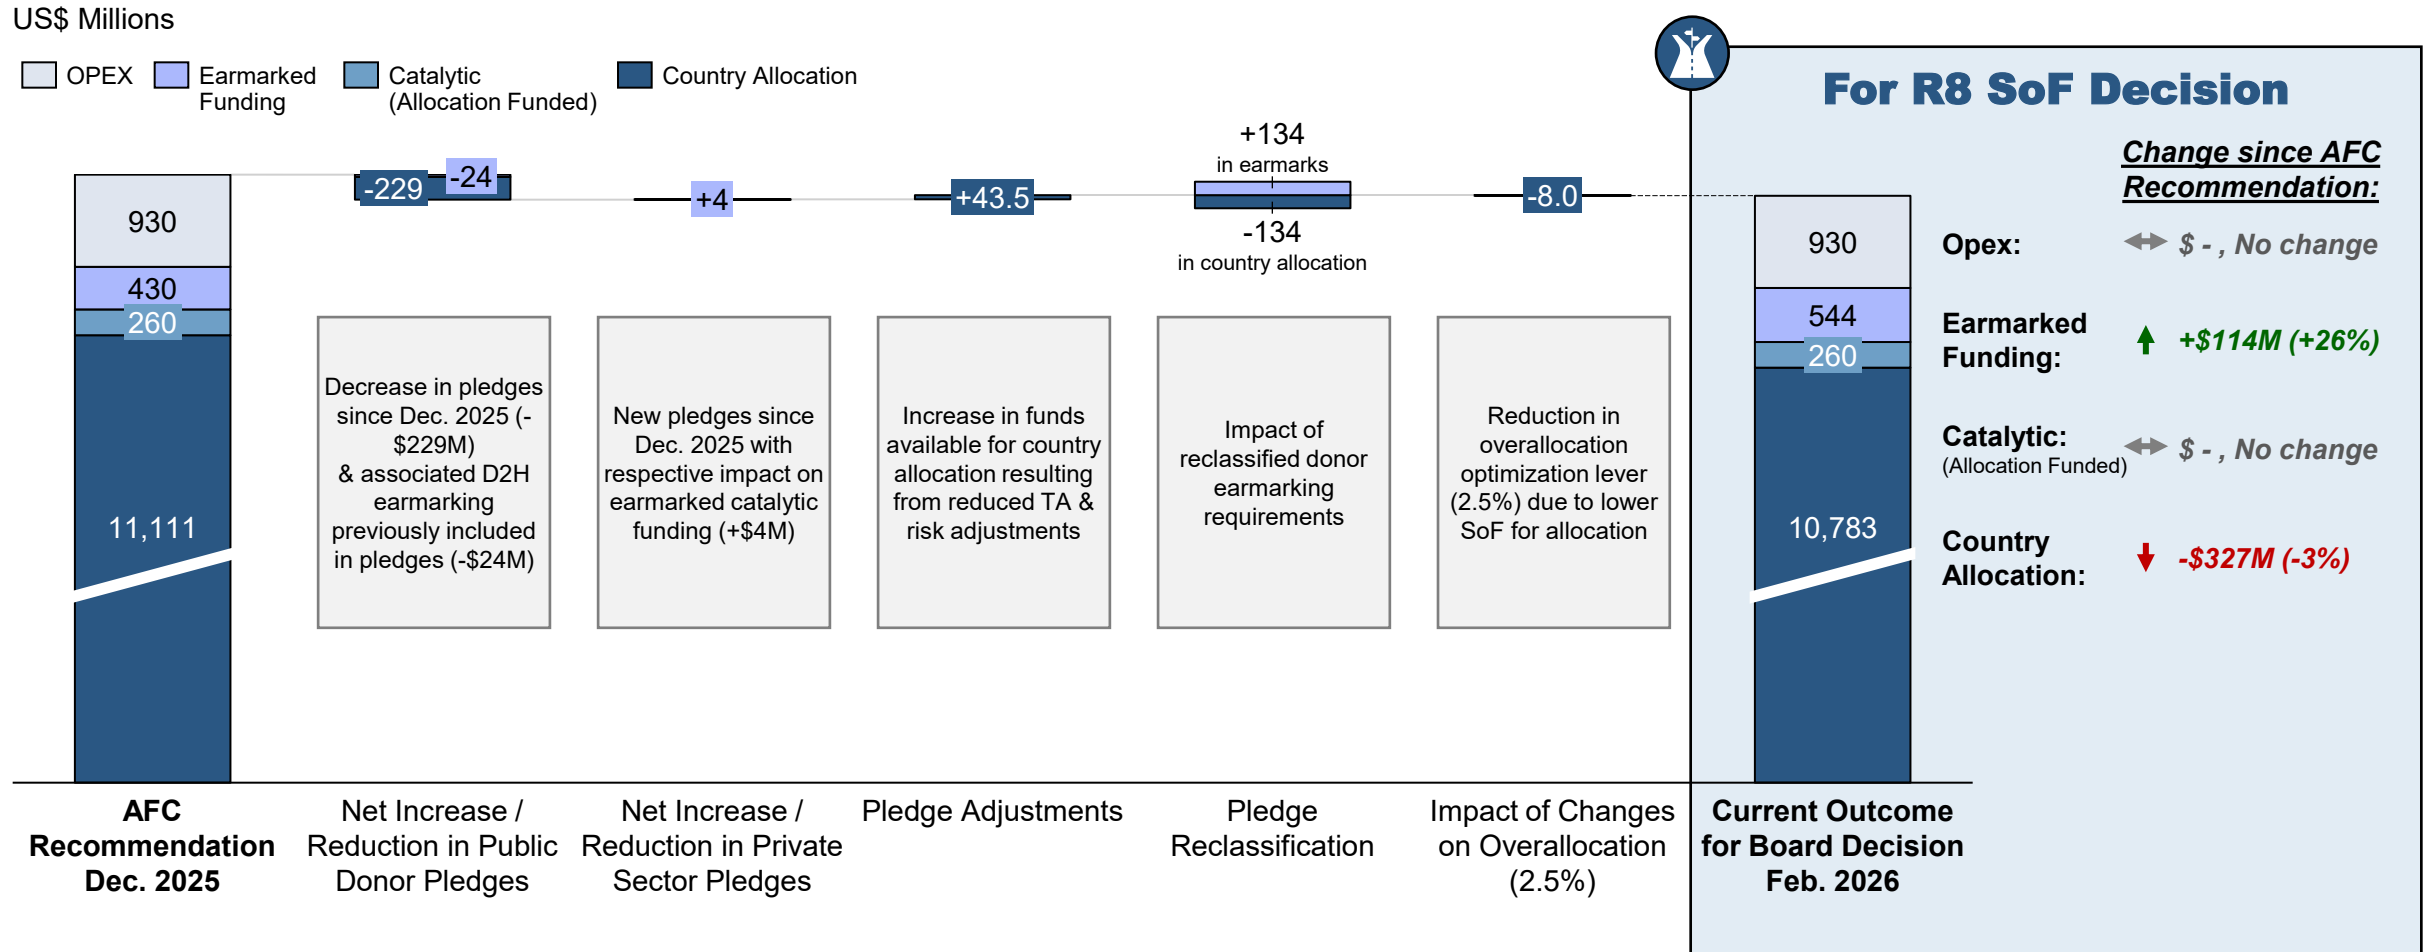 US$ Millions
OPEX
Earmarked
Funding
Catalytic
(Allocation Funded)
Country Allocation
930
430
260
11,111
-229
-24
+4
+43.5
+134
in earmarks
-134
in country allocation
-8.0
Decrease in pledges
since Dec. 2025 (-
$229M)
& associated D2H
earmarking
previously included
in pledges (-$24M)
New pledges since
Dec. 2025 with
respective impact on
earmarked catalytic
funding (+$4M)
Increase in funds
available for country
allocation resulting
from reduced TA &
risk adjustments
Impact of
reclassified donor
earmarking
requirements
Reduction in
overallocation
optimization lever
(2.5%) due to lower
SoF for allocation
For R8 SoF Decision
Change since AFC
Recommendation:
930
544
260
10,783
Opex:
$ - , No change
Earmarked
Funding:
+$114M (+26%)
Catalytic:
(Allocation Funded)
$ - , No change
Country
Allocation:
-$327M (-3%)
AFC
Recommendation
Dec. 2025
Net Increase /
Reduction in Public
Donor Pledges
Net Increase /
Reduction in Private
Sector Pledges
Pledge Adjustments
Pledge
Reclassification
Impact of Changes
on Overallocation
(2.5%)
Current Outcome
for Board Decision
Feb. 2026